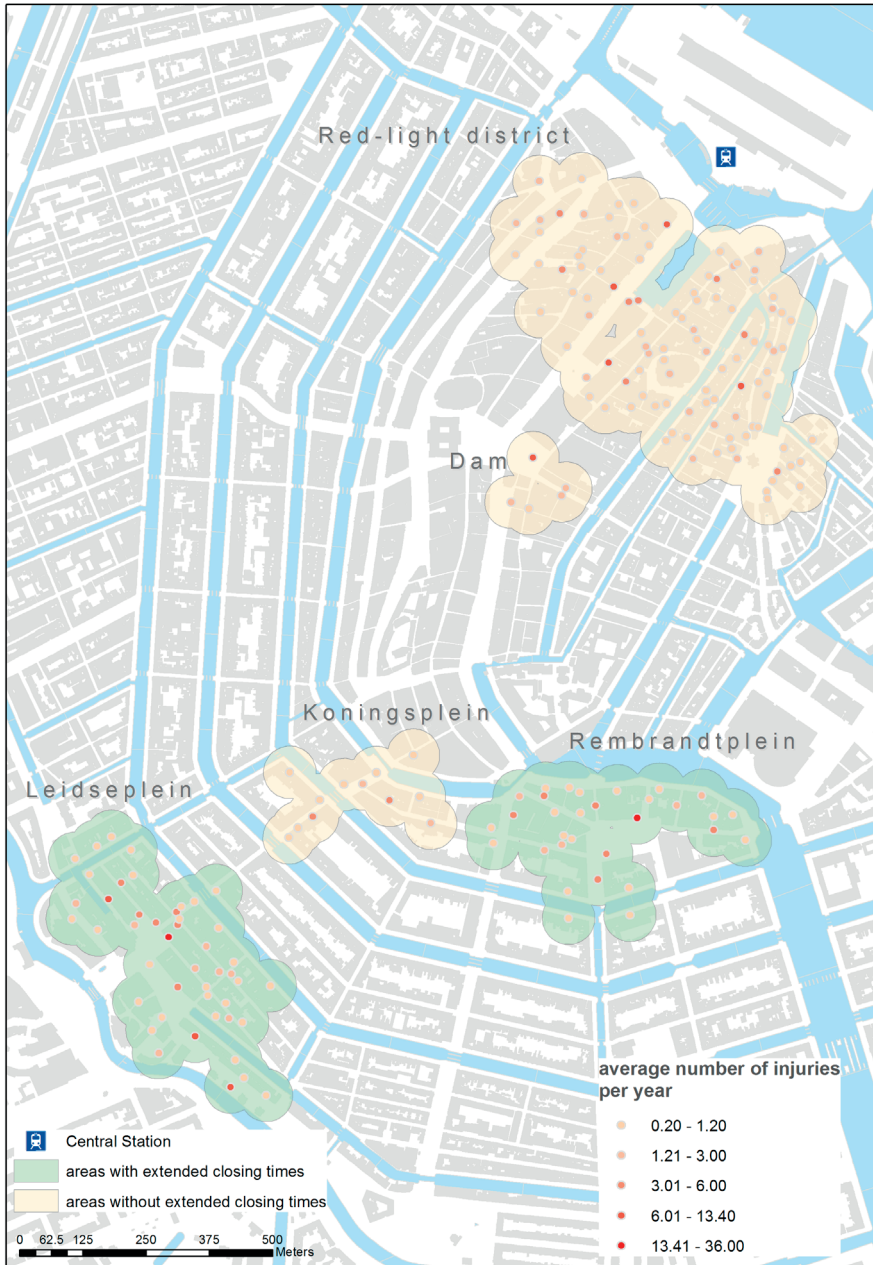 Red-light district
Dam
Koningsplein
Rembrandtplein
Leidseplein
average number of injuries
per year
0.20 - 1.20
1.21 - 3.00
3.01 - 6.00
6.01 - 13.40
13.41 - 36.00
Central Station
areas with extended closing times
areas without extended closing times
0 62.5 125 250 375 500
Meters